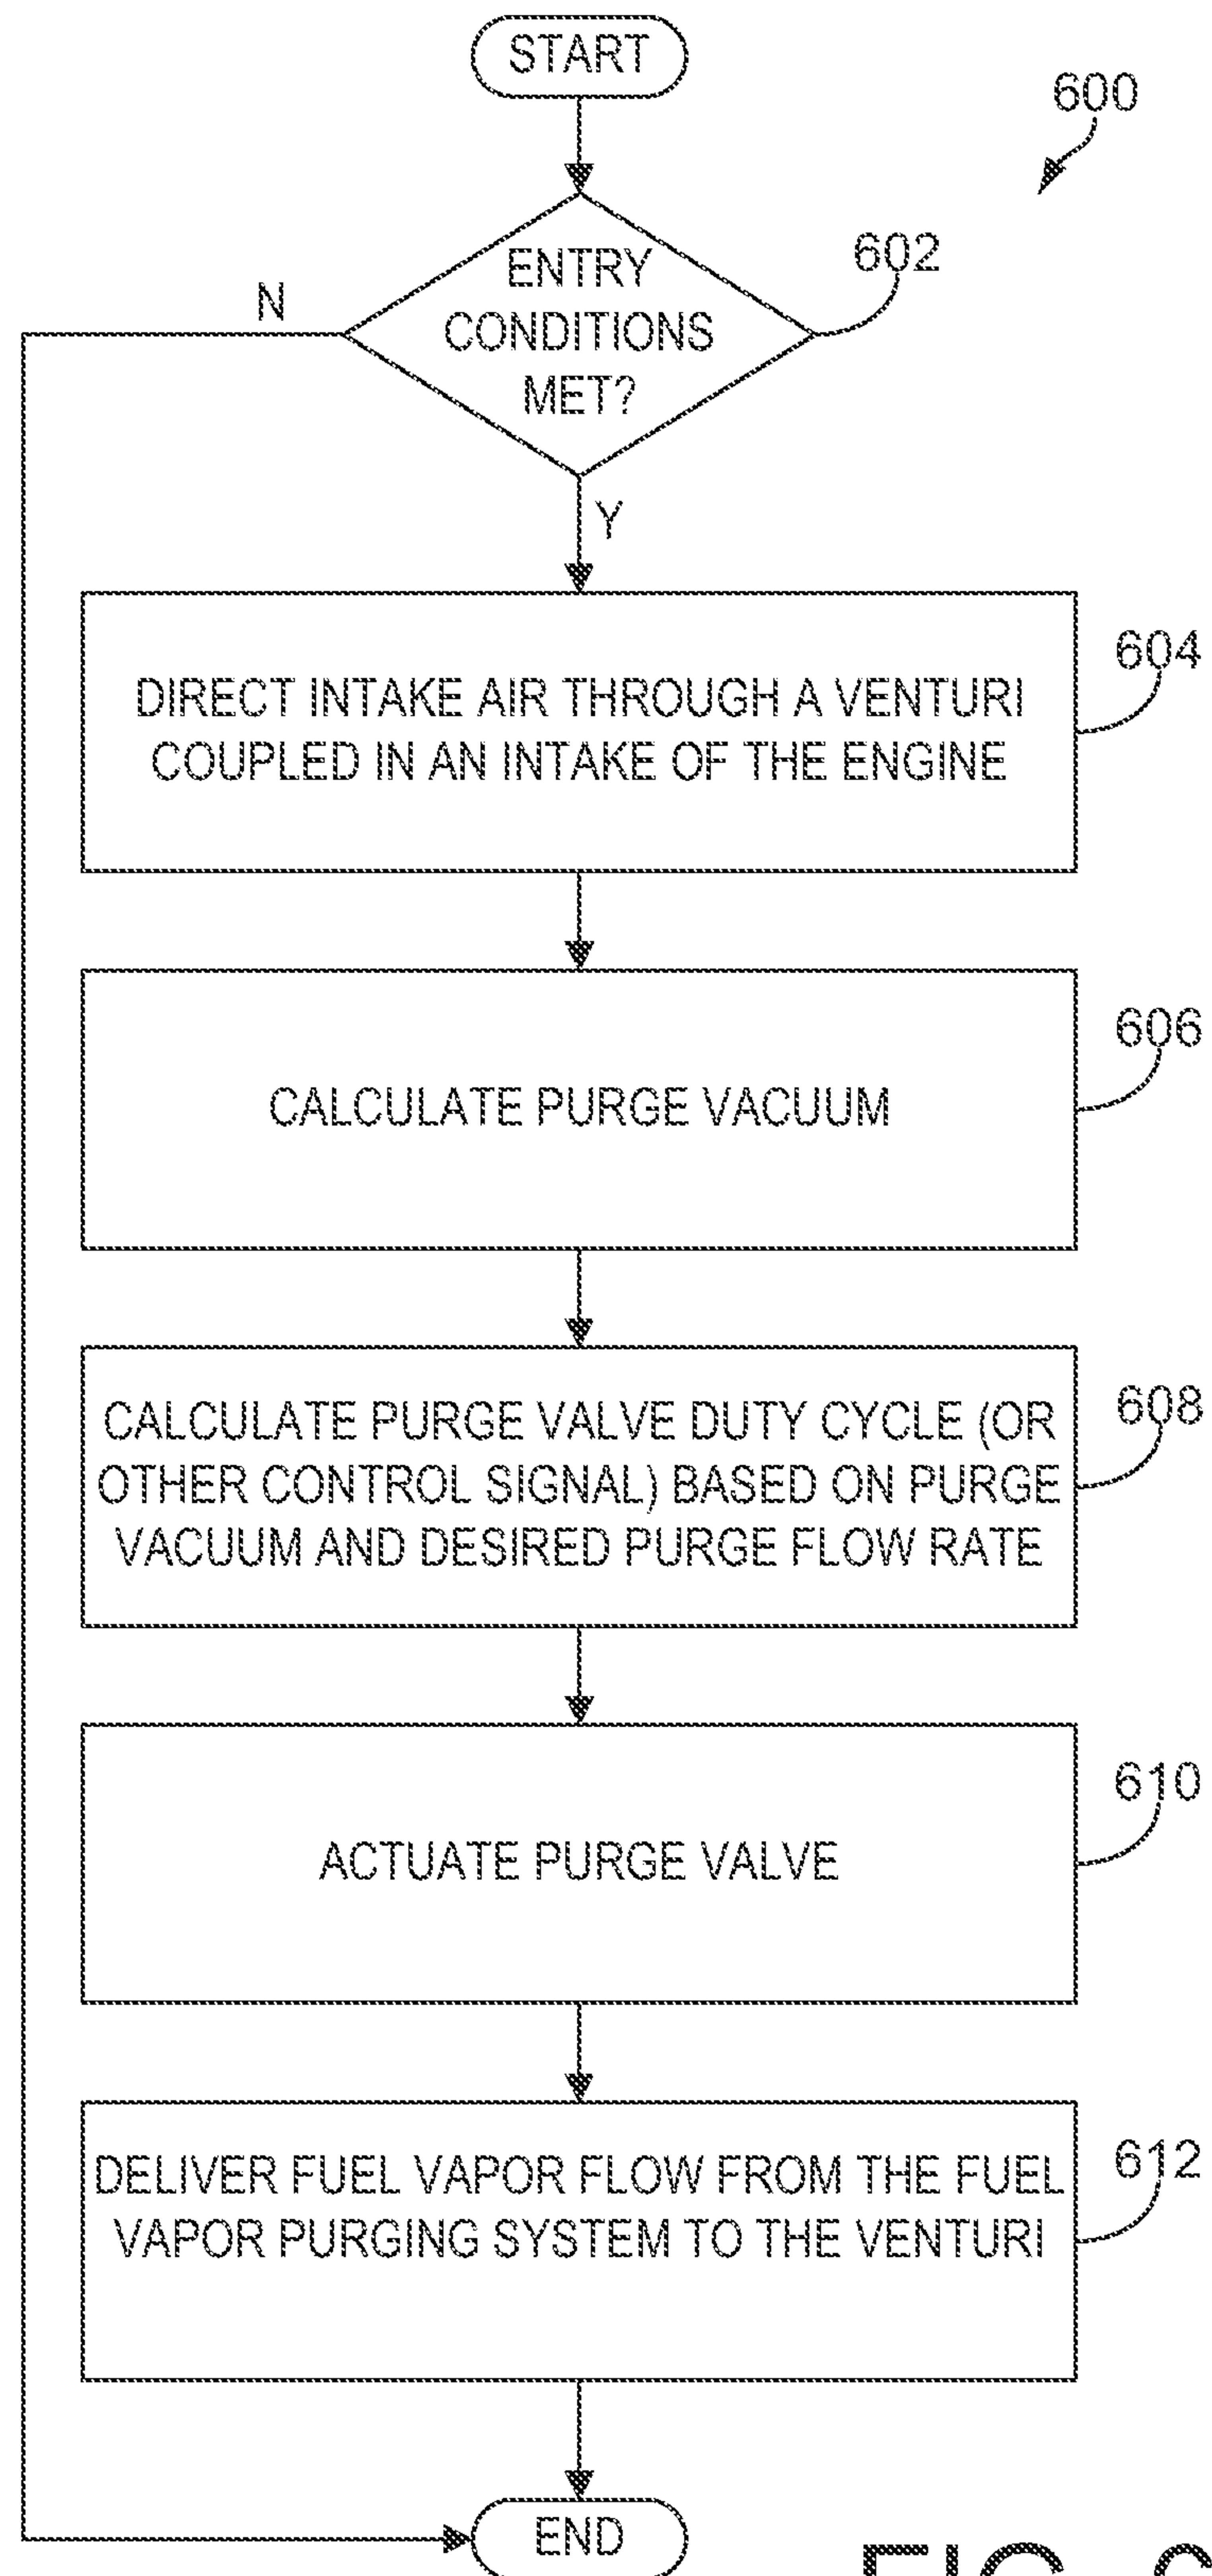 START
600
ENTRY
CONDITIONS
MET?
602
N
Y
DIRECT INTAKE AIR THROUGH A VENTURI
COUPLED IN AN INTAKE OF THE ENGINE
604
CALCULATE PURGE VACUUM
606
CALCULATE PURGE VALVE DUTY CYCLE (OR
OTHER CONTROL SIGNAL) BASED ON PURGE
VACUUM AND DESIRED PURGE FLOW RATE
608
ACTUATE PURGE VALVE
610
DELIVER FUEL VAPOR FLOW FROM THE FUEL
VAPOR PURGING SYSTEM TO THE VENTURI
612
END
FIG.